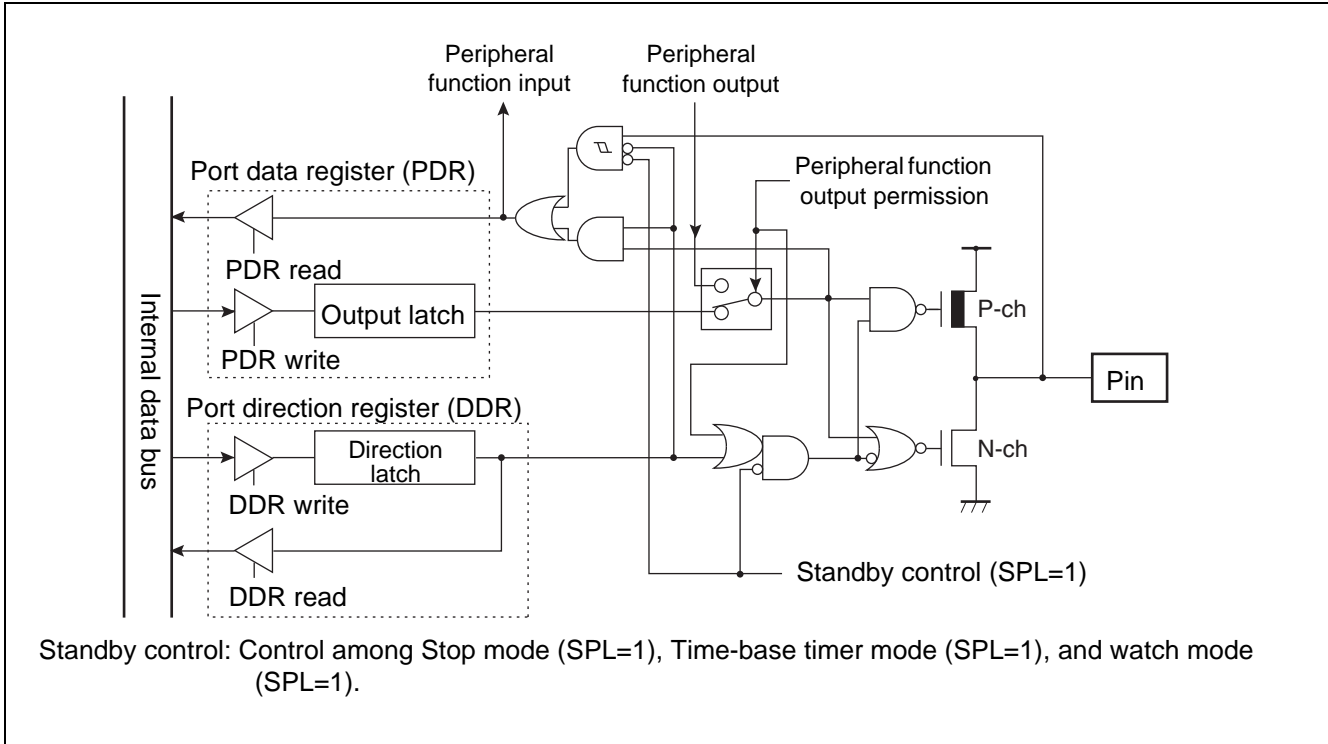 Peripheral
function input
Peripheral
function output
Port data register (PDR)
Peripheral function
output permission
PDR read
Output latch
PDR write
P-ch
Pin
Internal data bus
Port direction register (DDR)
Direction
latch
N-ch
DDR write
DDR read
Standby control (SPL=1)
Standby control: Control among Stop mode (SPL=1), Time-base timer mode (SPL=1), and watch mode
(SPL=1).